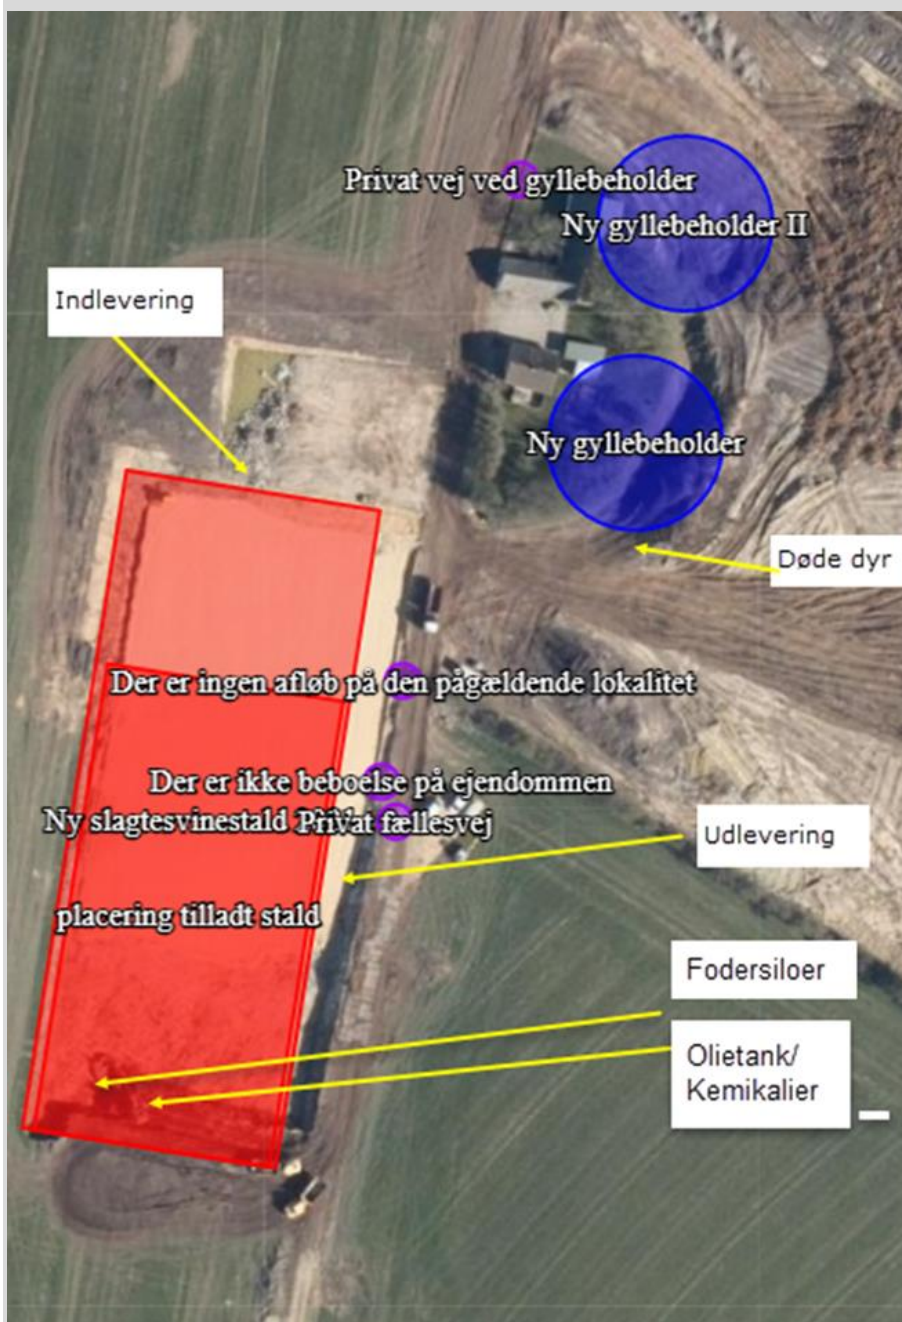 Privat vej ved gyllebeholder
Ny gyllebeholder II
Indlevering
Ny gyllebeholder
Døde dyr
Der er ingen afløb på den pågældende lokalitet
Der er ikke beboelse på ejendommen
Ny slagtesvinestald
Privat fællesvej
Udlevering
placering tilladt stald
Fodersiloer
Olietank/
Kemikalier